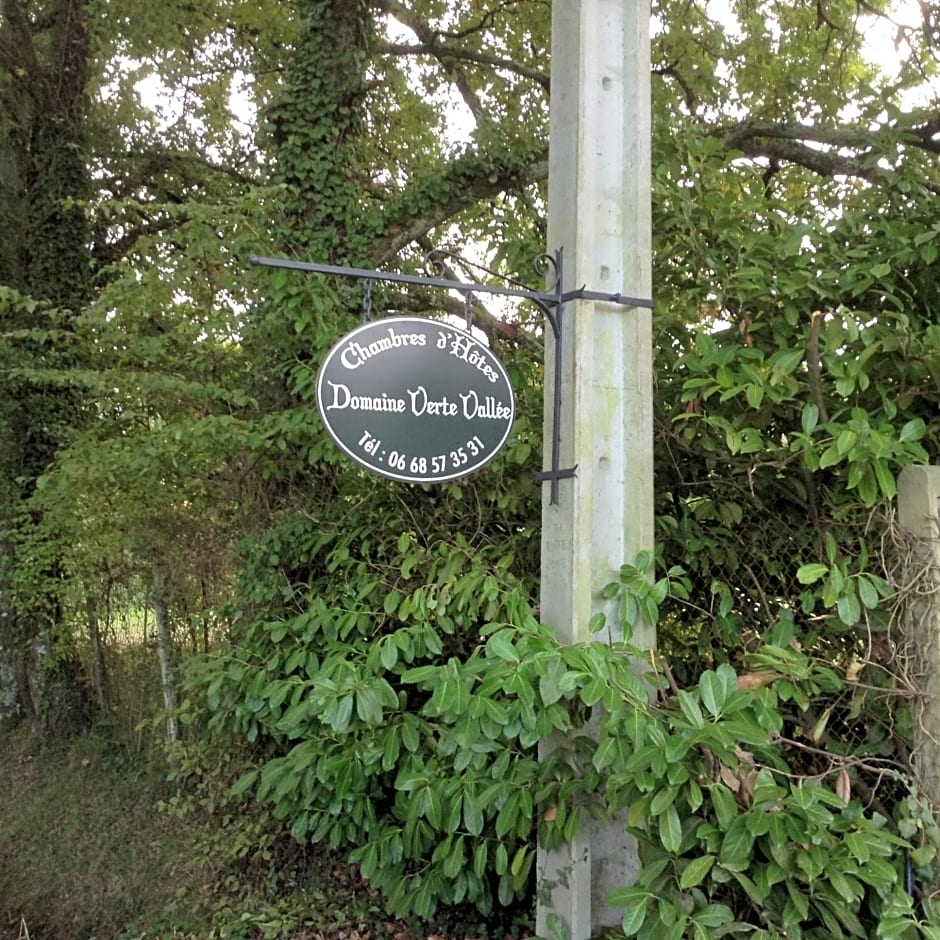 Chambres d'Hôtes
Domaine Verte Vallée
Tél : 06 68 57 35 31